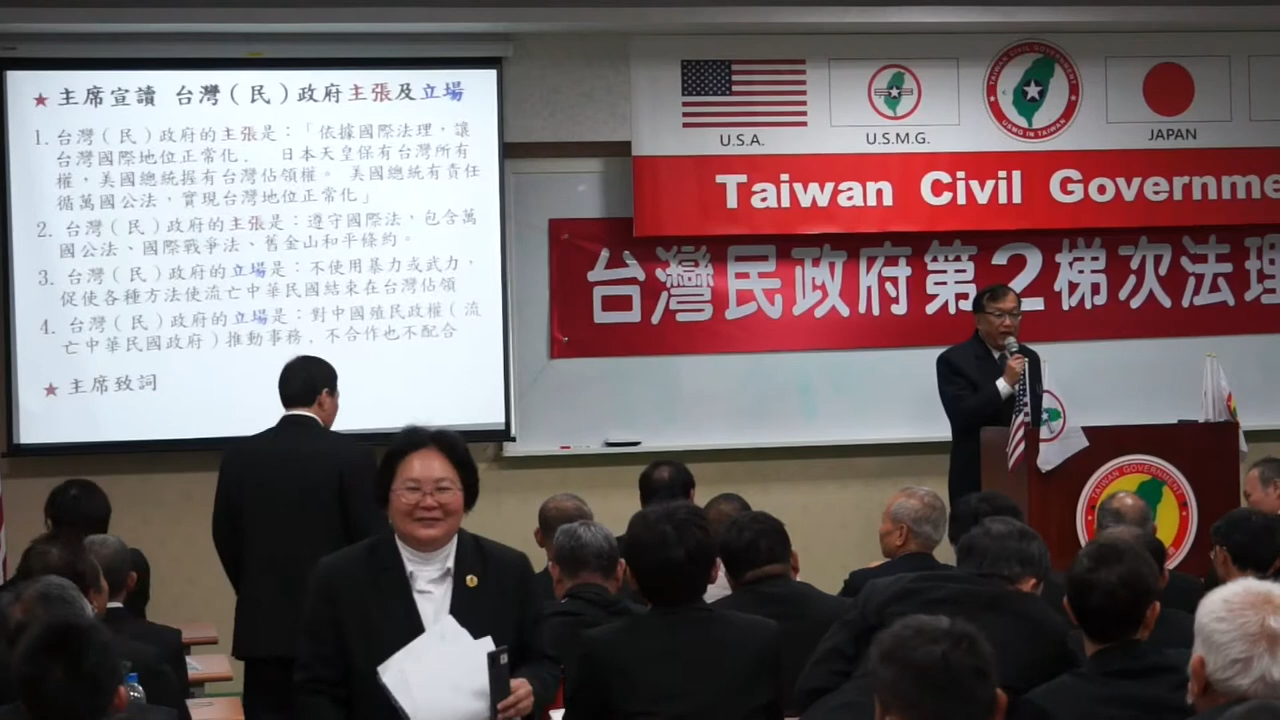 ★ 主席宣讀 台灣(民)政府主張及立場
1. 台灣(民)政府的主張是:「依據國際法理,讓
台灣國際地位正常化. 日本天皇保有台灣所有
權,美國總統握有台灣佔領權。 美國總統有責任
循萬國公法,實現台灣地位正常化」
2. 台灣(民)政府的主張是:遵守國際法,包含萬
國公法、國際戰爭法、舊金山和平條約。
3. 台灣(民)政府的立場是:不使用暴力或武力,
促使各種方法使流亡中華民國結束在台灣佔領
4. 台灣(民)政府的立場是:對中國殖民政權(流
亡中華民國政府)推動事務,不合作也不配合
★ 主席致詞
U.S.A.
U.S.M.G.
TAIWAN CIVIL GOVERNMENT
USMG IN TAIWAN
JAPAN
Taiwan Civil Governme
台灣民政府第2梯次法理
TAIWAN GOVERNMENT